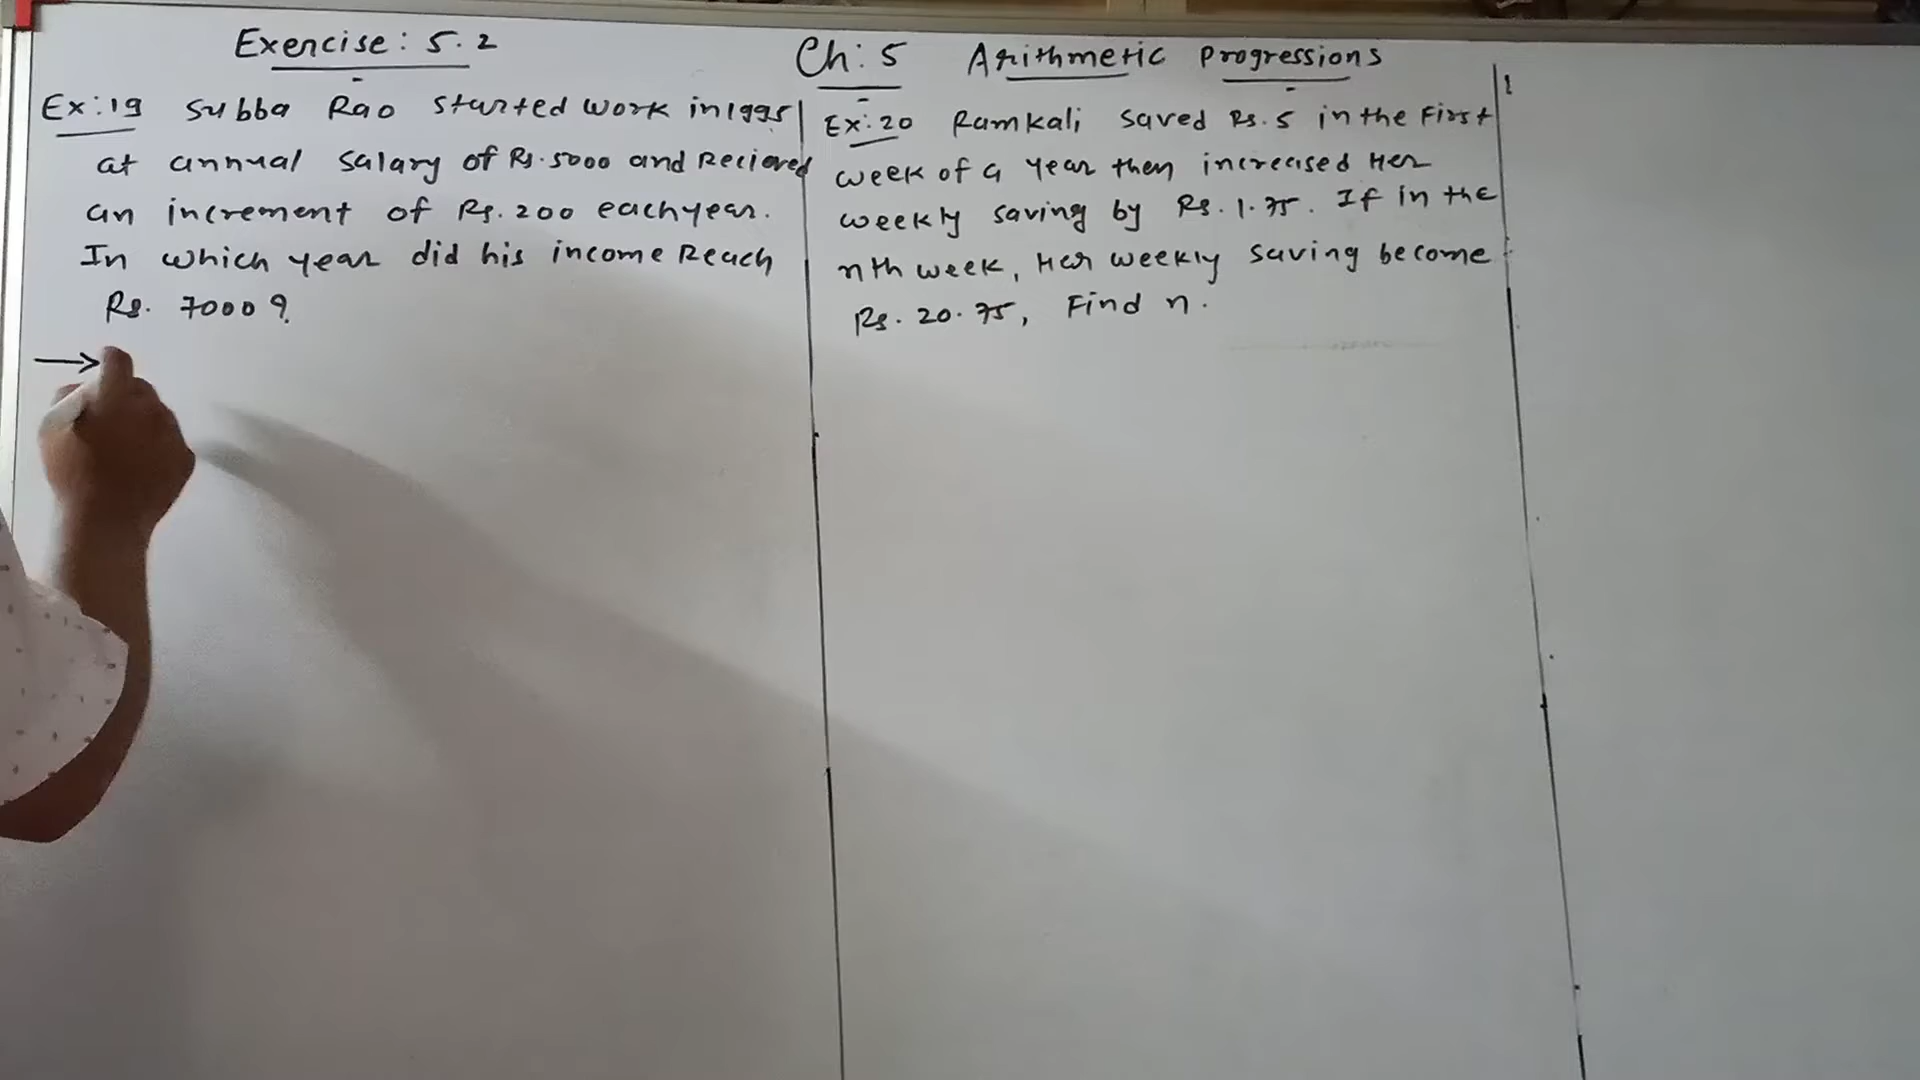 Exercise: 5.2
Ch: 5 Arithmetic Progressions
Ex: 19 Subba Rao started work in 1995
at annual salary of Rs. 5000 and Recieved
an increment of Rs. 200 each year.
In which year did his income Reach
Rs. 7000?
Ex: 20 Ramkali saved Rs. 5 in the First
week of a year then increased Her
weekly saving by Rs. 1.75. If in the
nth week, Her weekly saving become
Rs. 20.75, Find n.